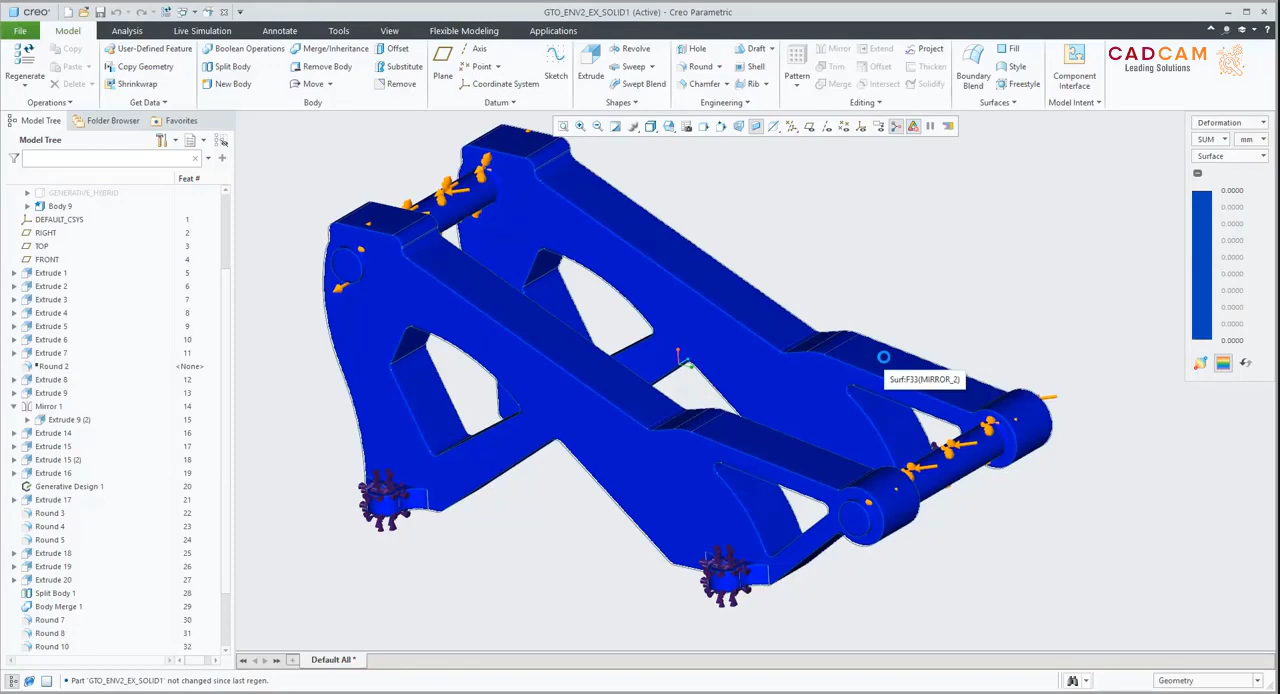 creo® GTO_ENV2_EX_SOLID1 (Active) - Creo Parametric
File Model Analysis Live Simulation Annotate Tools View Flexible Modeling Applications
CADCAM
Leading Solutions
Copy User-Defined Feature Boolean Operations Merge/Inheritance Offset Axis Revolve Hole Draft Mirror Extend Project Fill
Regenerate Paste Copy Geometry Split Body Remove Body Substitute Plane Point Sketch Extrude Sweep Round Shell Pattern Trim Offset Thicken Boundary Blend Style Component Interface
Delete Shrinkwrap New Body Move Remove Coordinate System Swept Blend Chamfer Rib Merge Intersect Solidify Freestyle
Operations Get Data Body Datum Shapes Engineering Editing Surfaces Model Intent
Model Tree Folder Browser Favorites
Model Tree
Feat #
GENERATIVE_HYBRID
Body 9
DEFAULT_CSYS 1
RIGHT 2
TOP 3
FRONT 4
Extrude 1 5
Extrude 2 6
Extrude 3 7
Extrude 4 8
Extrude 5 9
Extrude 6 10
Extrude 7 11
Round 2 <None>
Extrude 8 12
Extrude 9 13
Mirror 1 14
Extrude 9 (2) 15
Extrude 14 16
Extrude 15 17
Extrude 15 (2) 18
Extrude 16 19
Generative Design 1 20
Extrude 17 21
Round 3 22
Round 4 23
Round 5 24
Extrude 18 25
Extrude 19 26
Extrude 20 27
Split Body 1 28
Body Merge 1 29
Round 7 30
Round 8 31
Round 10 32
Surf:F33(MIRROR_2)
Deformation
SUM mm
Surface
0.0000
0.0000
0.0000
0.0000
0.0000
0.0000
0.0000
0.0000
0.0000
0.0000
Default All *
• Part 'GTO_ENV2_EX_SOLID1' not changed since last regen.
Geometry